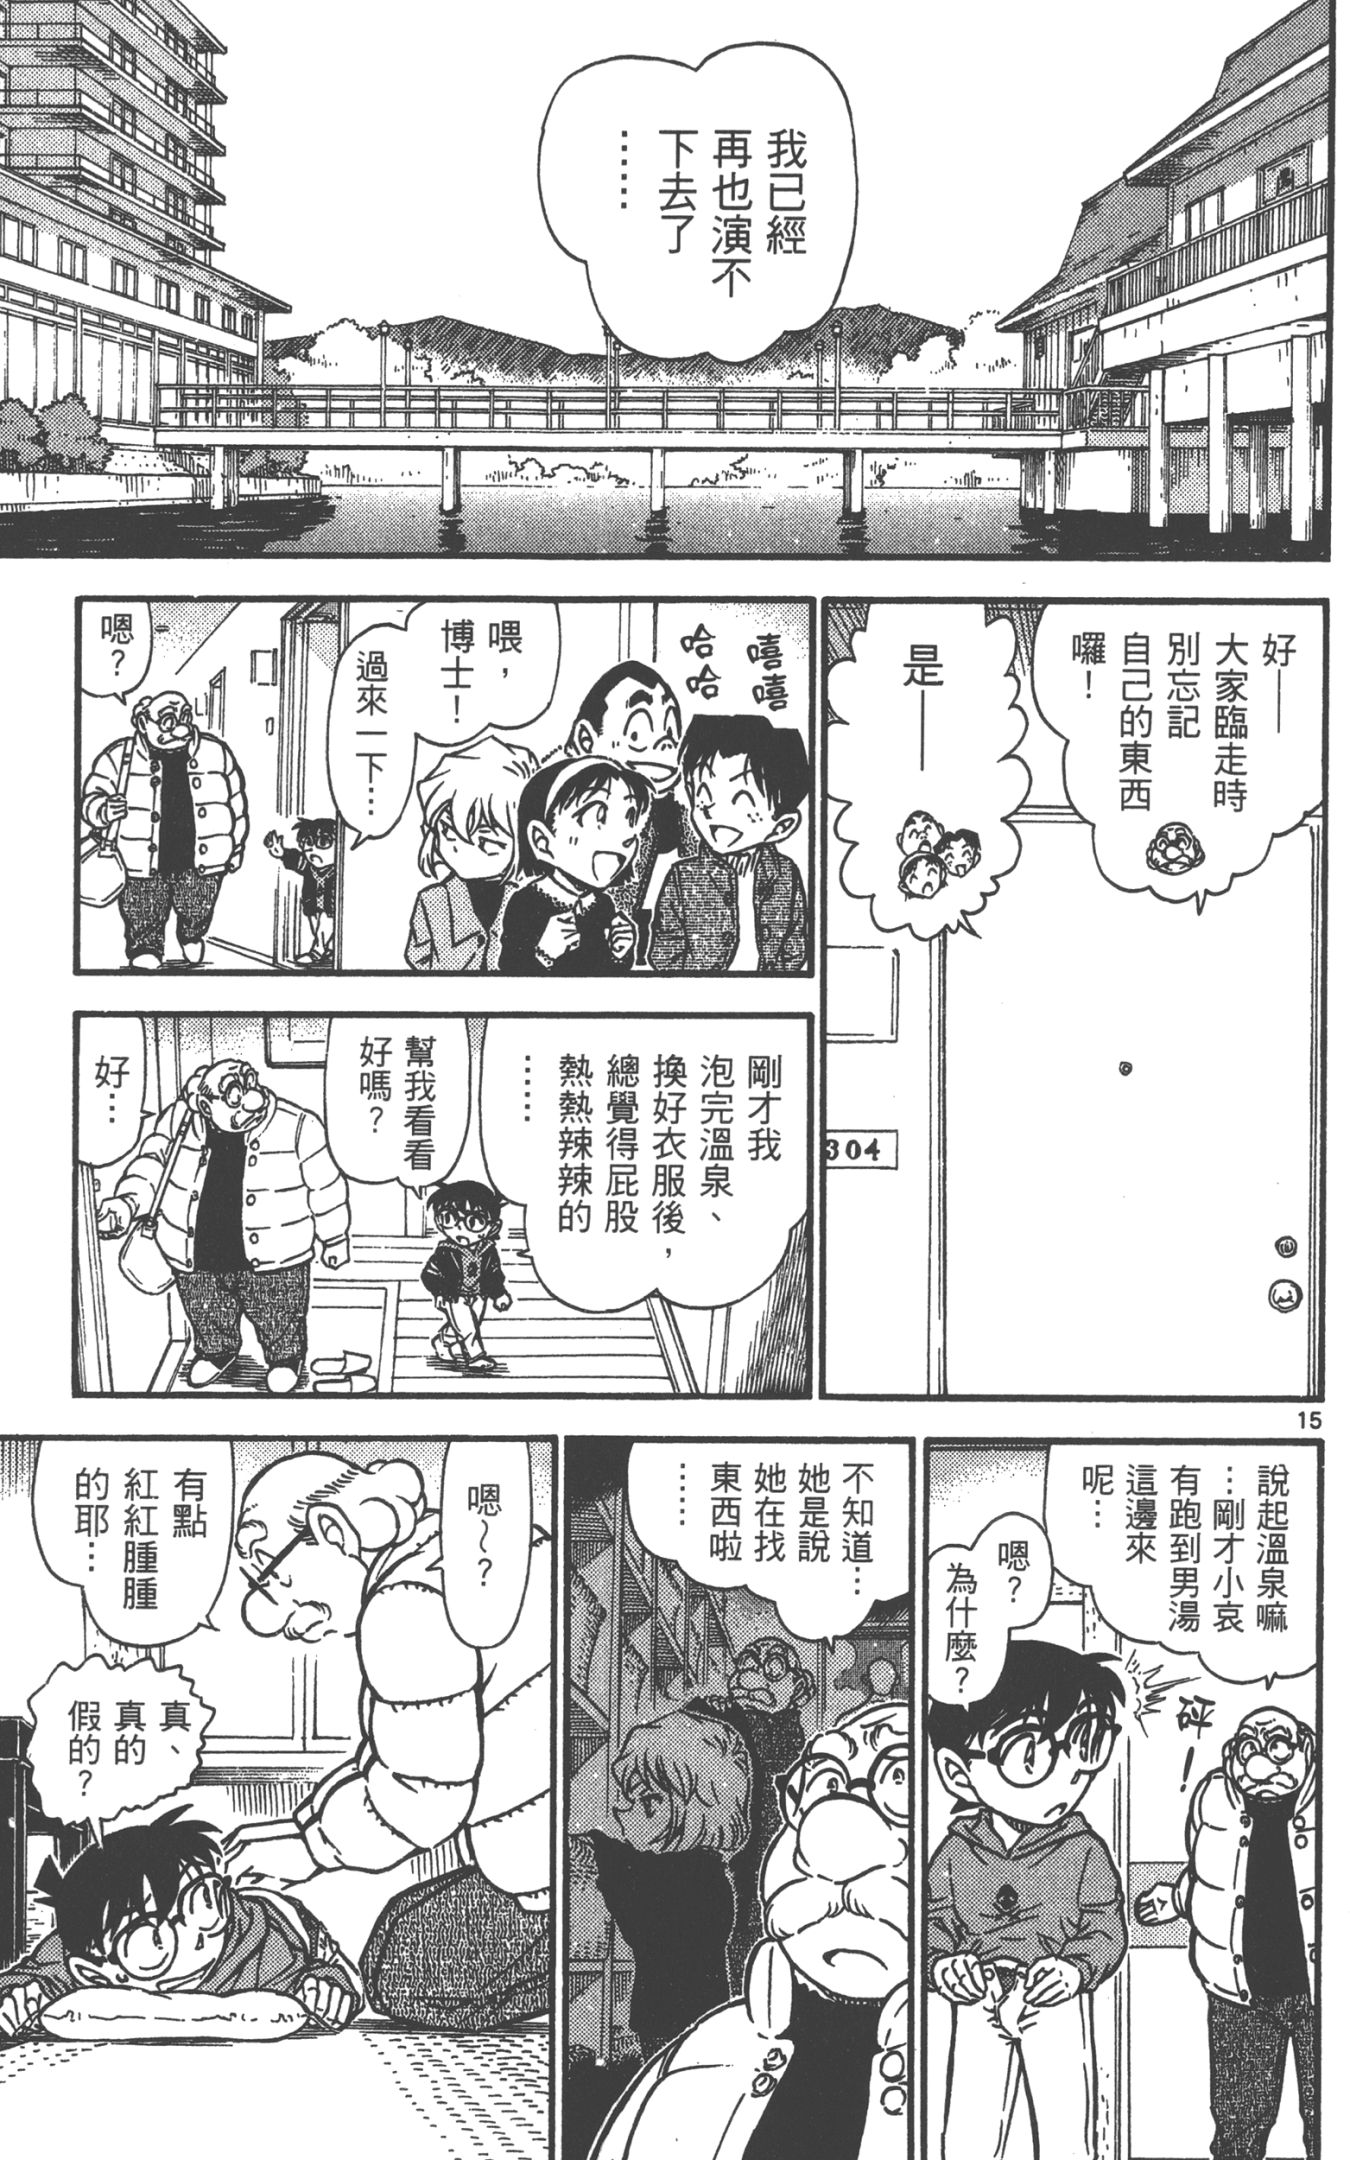 我已經
再也演不
下去了
……
好——
大家臨走時
別忘記
自己的東西
囉！
是——
304
嘻嘻
哈哈
喂，
博士！
過來一下…
嗯？
剛才我
泡完溫泉、
換好衣服後，
總覺得屁股
熱熱辣辣的
……
幫我看看
好嗎？
好…
15
說起溫泉嘛
…剛才小哀
有跑到男湯
這邊來
呢…
砰！
嗯？
為什麼？
不知道…
她是說
她在找
東西啦
……
嗯～？
有點
紅紅腫腫
的耶…
真、
真的
假的？